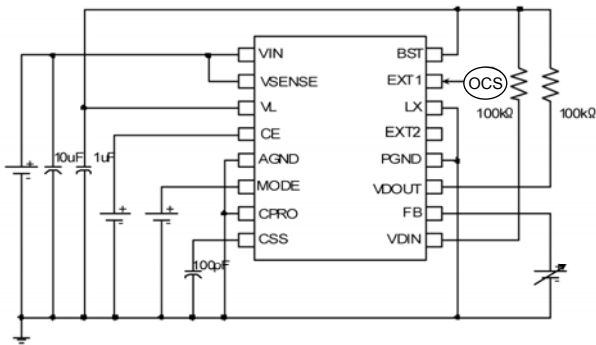 VIN
VSENSE
VL
CE
AGND
MODE
CPRO
CSS
BST
EXT1
LX
EXT2
PGND
VDOUT
FB
VDIN
OCS
100kΩ
100kΩ
10uF
1uF
100pF
+
+
+